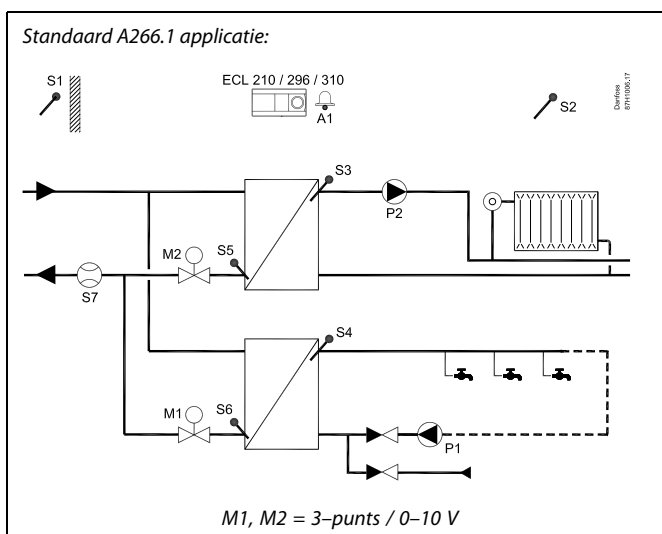 Standaard A266.1 applicatie:
S1
ECL 210 / 296 / 310
A1
S2
Danfoss
87H1006.17
S3
P2
M2
S5
S7
S4
M1
S6
P1
M1, M2 = 3–punts / 0–10 V